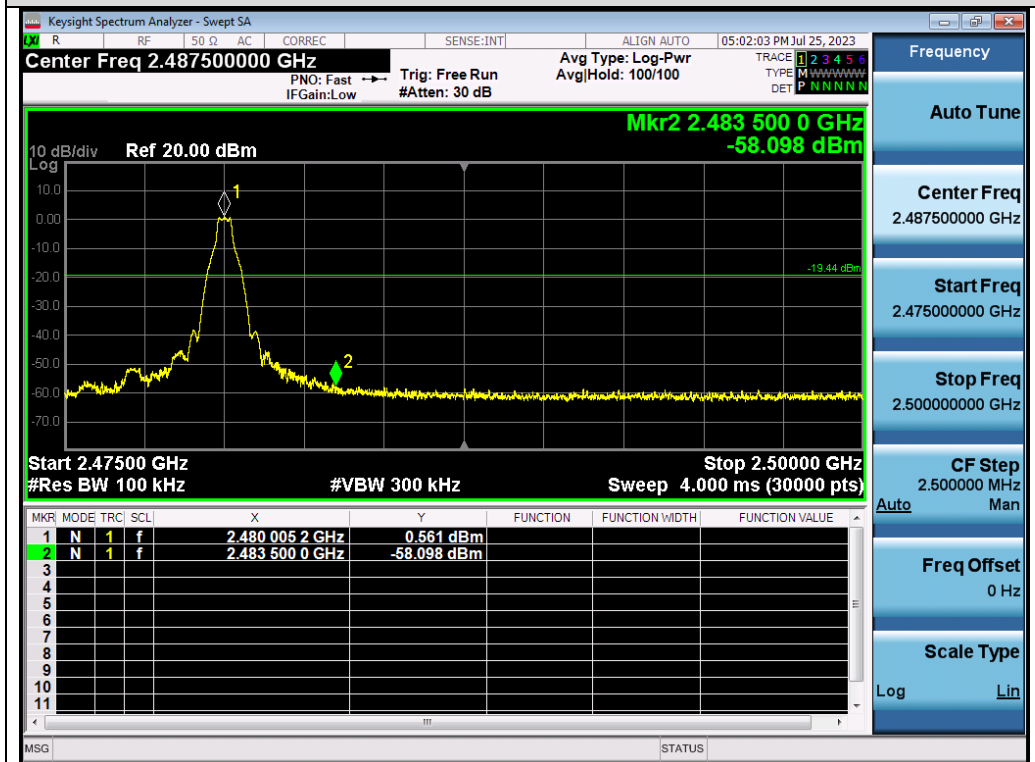 Keysight Spectrum Analyzer - Swept SA
LXI R RF 50 Ω AC CORREC SENSE:INT ALIGN AUTO 05:02:03 PM Jul 25, 2023
Center Freq 2.487500000 GHz
PNO: Fast
IFGain:Low
Trig: Free Run
#Atten: 30 dB
Avg Type: Log-Pwr
Avg|Hold: 100/100
TRACE 1 2 3 4 5 6
TYPE M WWWWW
DET P N N N N N
Mkr2 2.483 500 0 GHz
-58.098 dBm
10 dB/div Ref 20.00 dBm
Log
10.0
0.00
-10.0
-20.0
-30.0
-40.0
-50.0
-60.0
-70.0
1
2
-19.44 dBm
Start 2.47500 GHz Stop 2.50000 GHz
#Res BW 100 kHz #VBW 300 kHz Sweep 4.000 ms (30000 pts)
MKR MODE TRC SCL X Y FUNCTION FUNCTION WIDTH FUNCTION VALUE
1 N 1 f 2.480 005 2 GHz 0.561 dBm
2 N 1 f 2.483 500 0 GHz -58.098 dBm
3
4
5
6
7
8
9
10
11
MSG STATUS
Frequency
Auto Tune
Center Freq
2.487500000 GHz
Start Freq
2.475000000 GHz
Stop Freq
2.500000000 GHz
CF Step
2.500000 MHz
Auto Man
Freq Offset
0 Hz
Scale Type
Log Lin